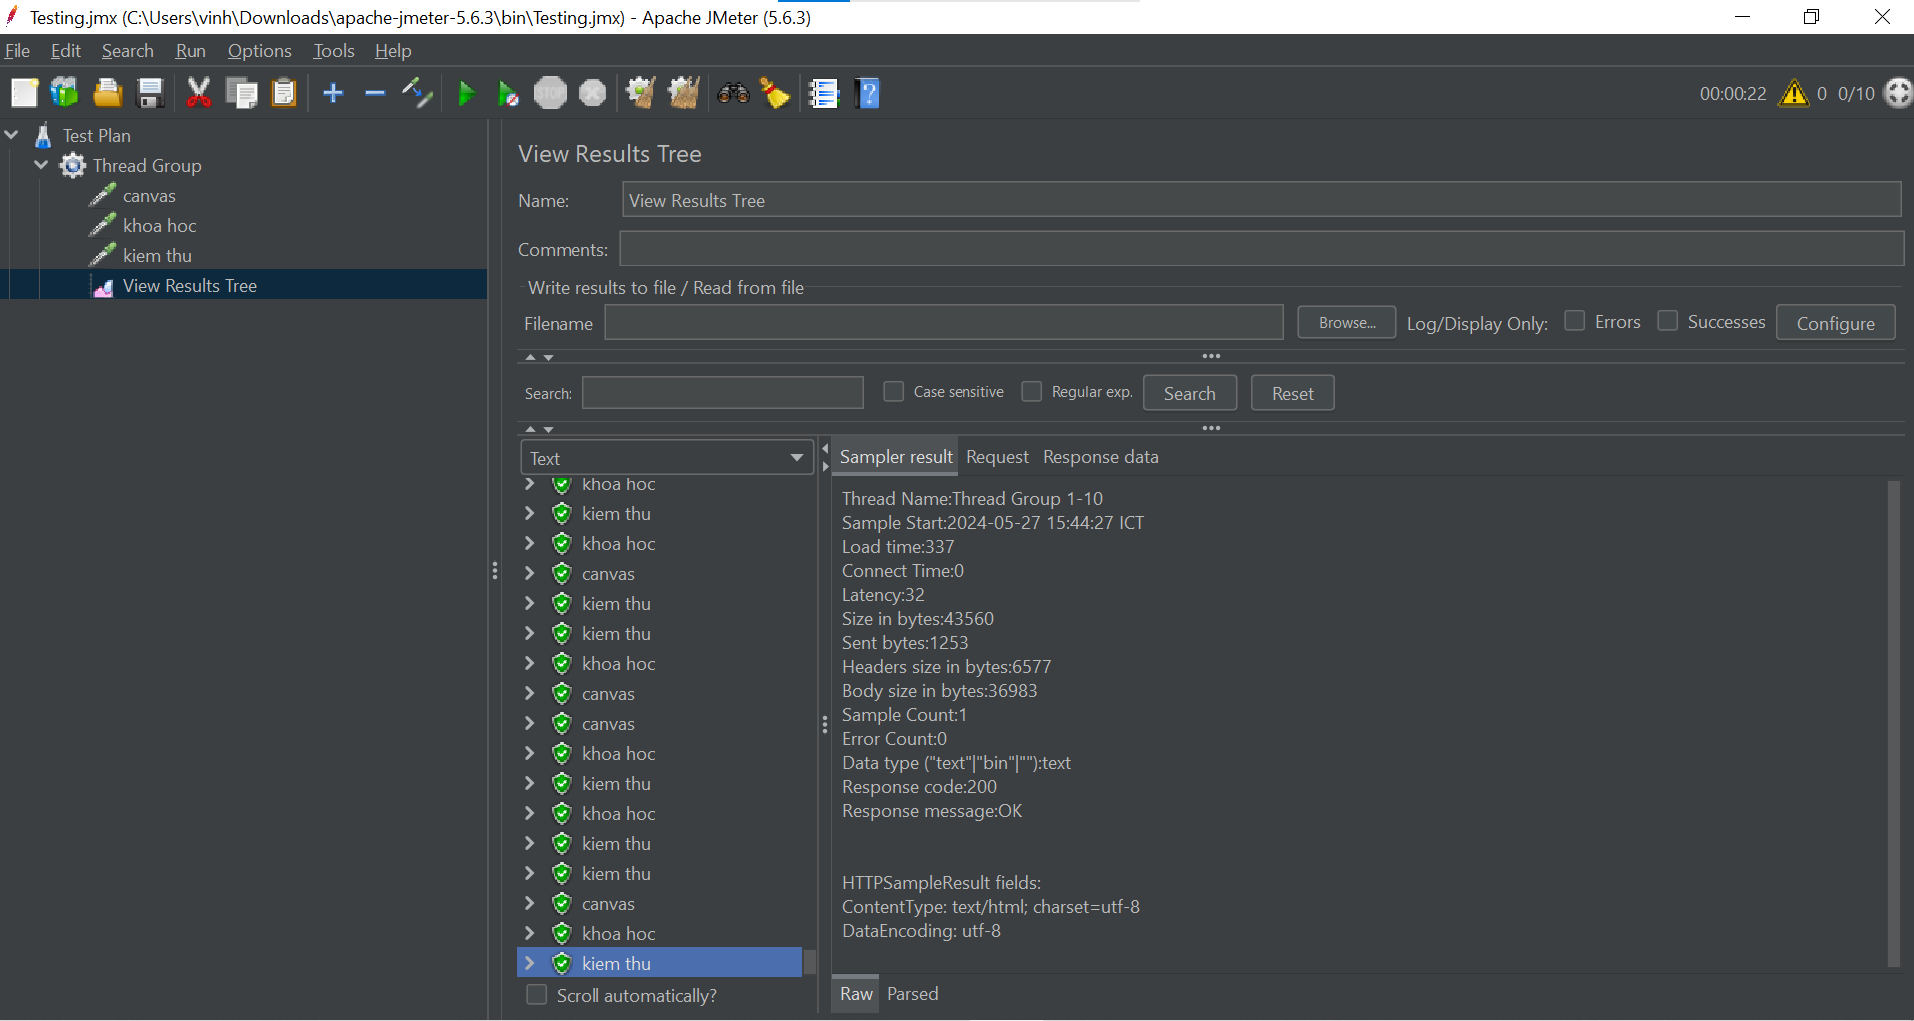 Testing.jmx (C:\Users\vinh\Downloads\apache-jmeter-5.6.3\bin\Testing.jmx) - Apache JMeter (5.6.3)
File Edit Search Run Options Tools Help
STOP ? 00:00:22 0 0/10
Test Plan
Thread Group
canvas
khoa hoc
kiem thu
View Results Tree
View Results Tree
Name: View Results Tree
Comments:
Write results to file / Read from file
Filename Browse... Log/Display Only: Errors Successes Configure
Search: Case sensitive Regular exp. Search Reset
Text
khoa hoc
kiem thu
khoa hoc
canvas
kiem thu
kiem thu
khoa hoc
canvas
canvas
khoa hoc
kiem thu
khoa hoc
kiem thu
kiem thu
canvas
khoa hoc
kiem thu
Scroll automatically?
Sampler result Request Response data
Thread Name:Thread Group 1-10
Sample Start:2024-05-27 15:44:27 ICT
Load time:337
Connect Time:0
Latency:32
Size in bytes:43560
Sent bytes:1253
Headers size in bytes:6577
Body size in bytes:36983
Sample Count:1
Error Count:0
Data type ("text"|"bin"|""):text
Response code:200
Response message:OK
HTTPSampleResult fields:
ContentType: text/html; charset=utf-8
DataEncoding: utf-8
Raw Parsed